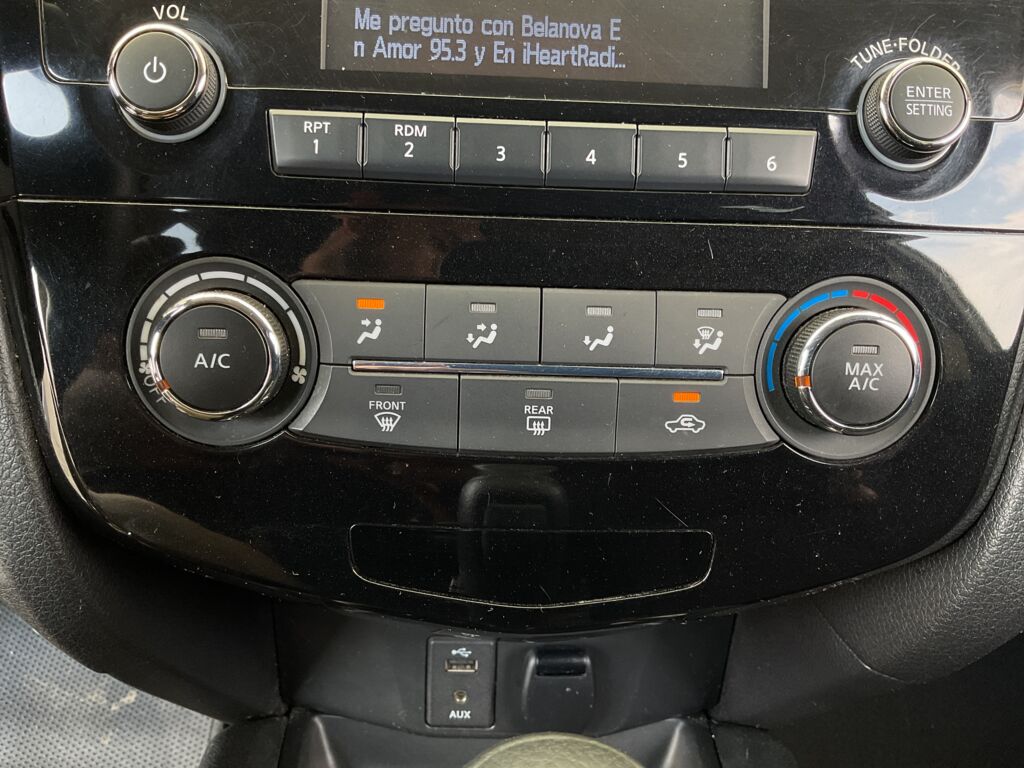 VOL
Me pregunto con Belanova E
n Amor 95.3 y En iHeartRadi...
TUNE·FOLDER
ENTER
SETTING
RPT
1
RDM
2
3
4
5
6
A/C
OFF
MAX
A/C
FRONT
REAR
AUX